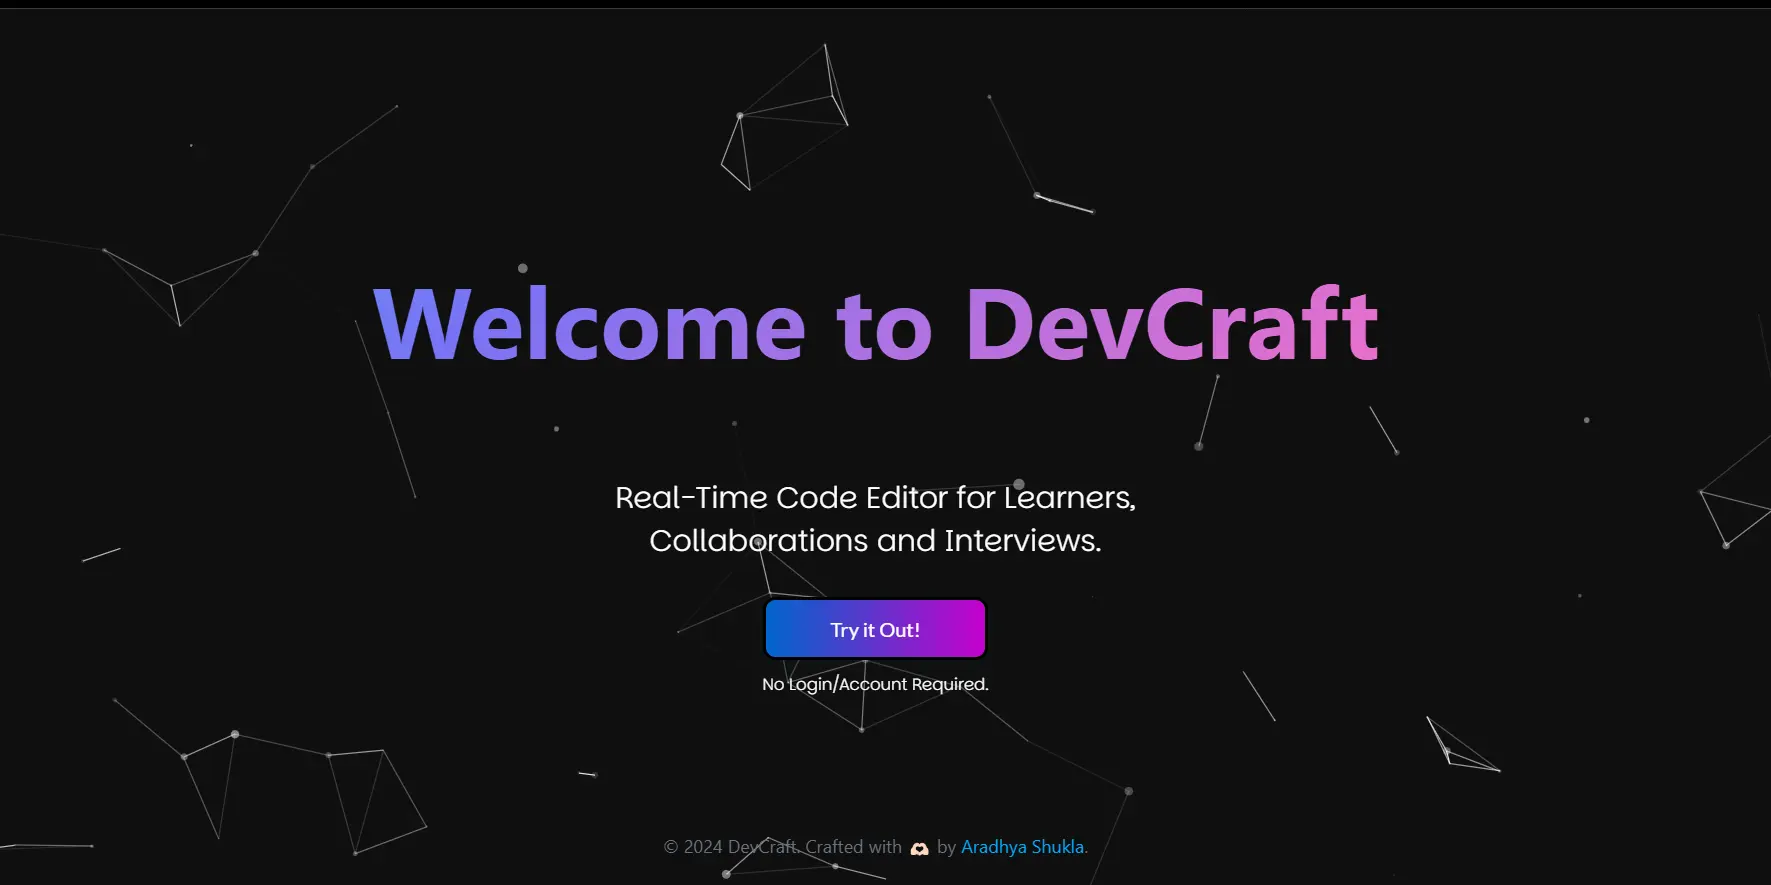 Welcome to DevCraft
Real-Time Code Editor for Learners,
Collaborations and Interviews.
Try it Out!
No Login/Account Required.
© 2024 DevCraft. Crafted with 🫶🏻 by Aradhya Shukla.